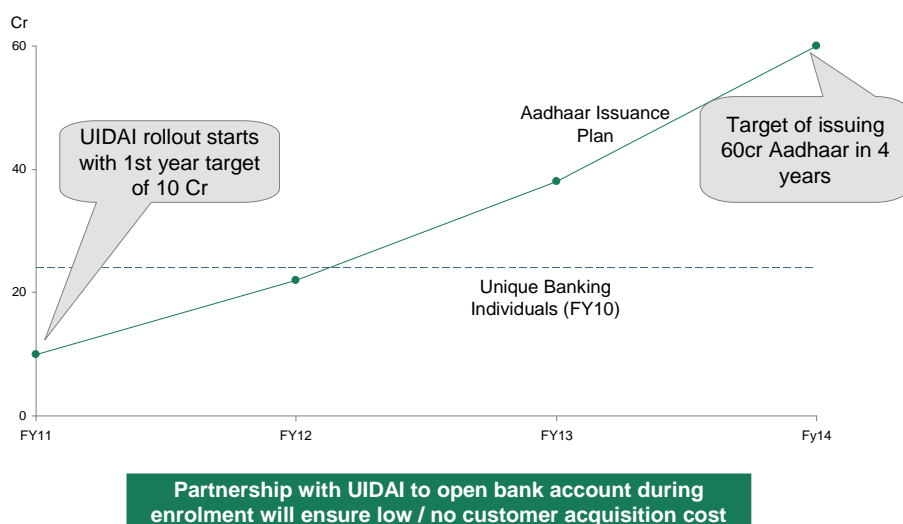 Cr
60
UIDAI rollout starts
with 1st year target
of 10 Cr
Aadhaar Issuance
Plan
Target of issuing
60cr Aadhaar in 4
years
40
Unique Banking
Individuals (FY10)
20
0
FY11
FY12
FY13
Fy14
Partnership with UIDAI to open bank account during
enrolment will ensure low / no customer acquisition cost